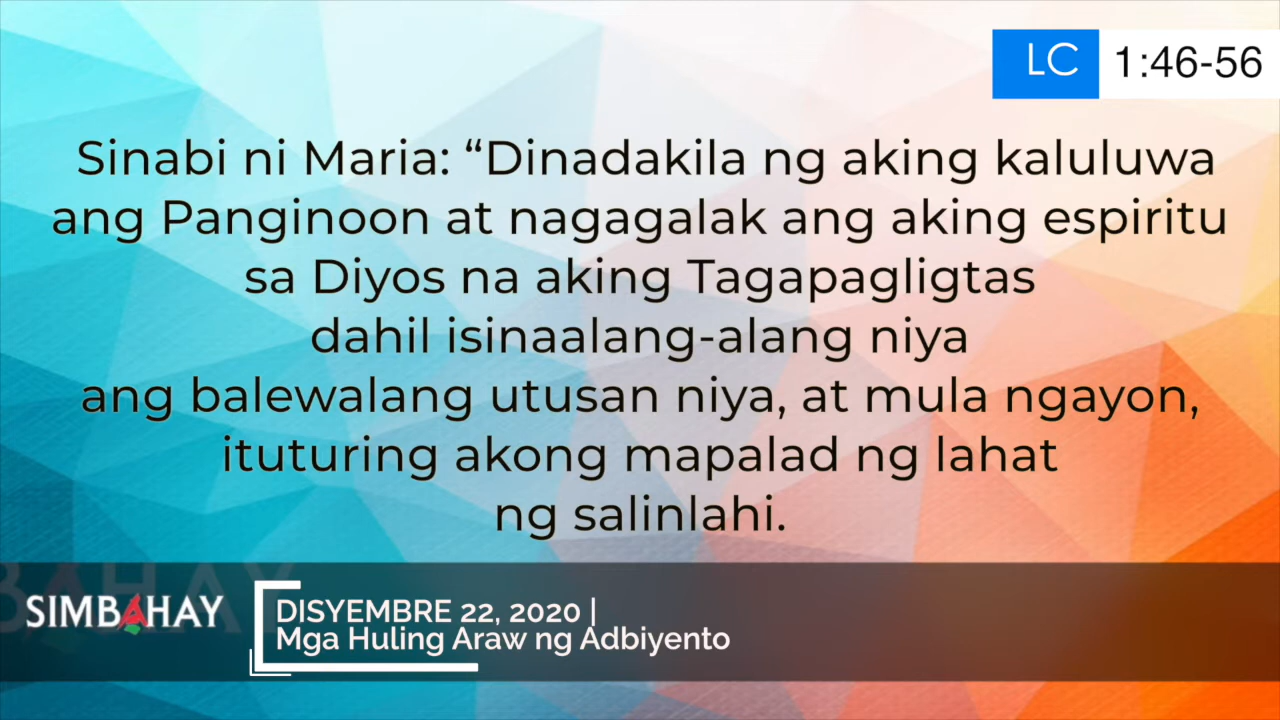 LC 1:46-56
Sinabi ni Maria: “Dinadakila ng aking kaluluwa
ang Panginoon at nagagalak ang aking espiritu
sa Diyos na aking Tagapagligtas
dahil isinaalang-alang niya
ang balewalang utusan niya, at mula ngayon,
ituturing akong mapalad ng lahat
ng salinlahi.
SIMBAHAY
DISYEMBRE 22, 2020 |
Mga Huling Araw ng Adbiyento